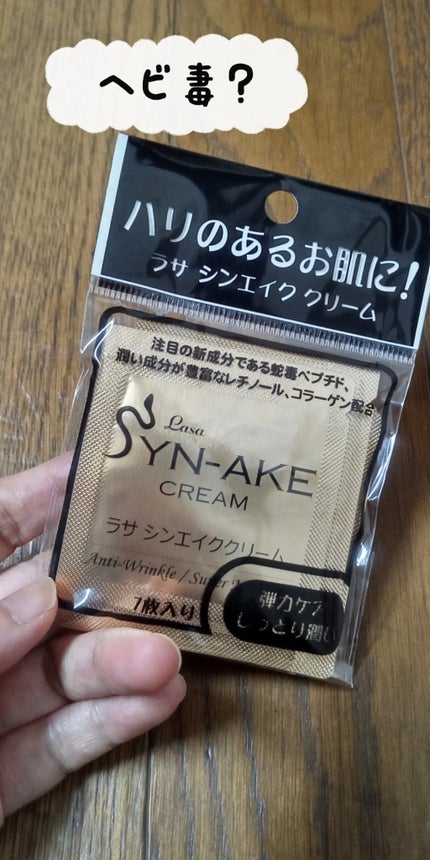 ヘビ毒?
ハリのあるお肌に!
ラサ シンエイク クリーム
注目の新成分である蛇毒ペプチド、
潤い成分が豊富なレチノール、コラーゲン配合
Lasa
SYN-AKE
CREAM
ラサ シンエイククリーム
Anti-Wrinkle / Super
弾力ケア
しっとり潤い
7枚入り